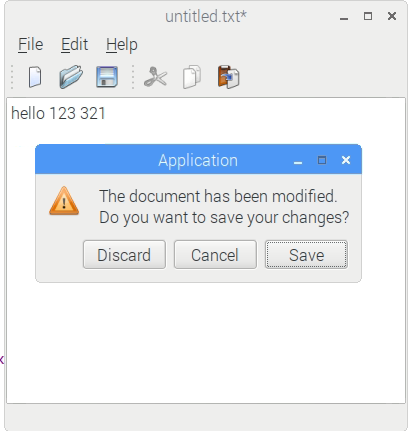 untitled.txt*
File Edit Help
hello 123 321
Application
The document has been modified.
Do you want to save your changes?
Discard Cancel Save
x